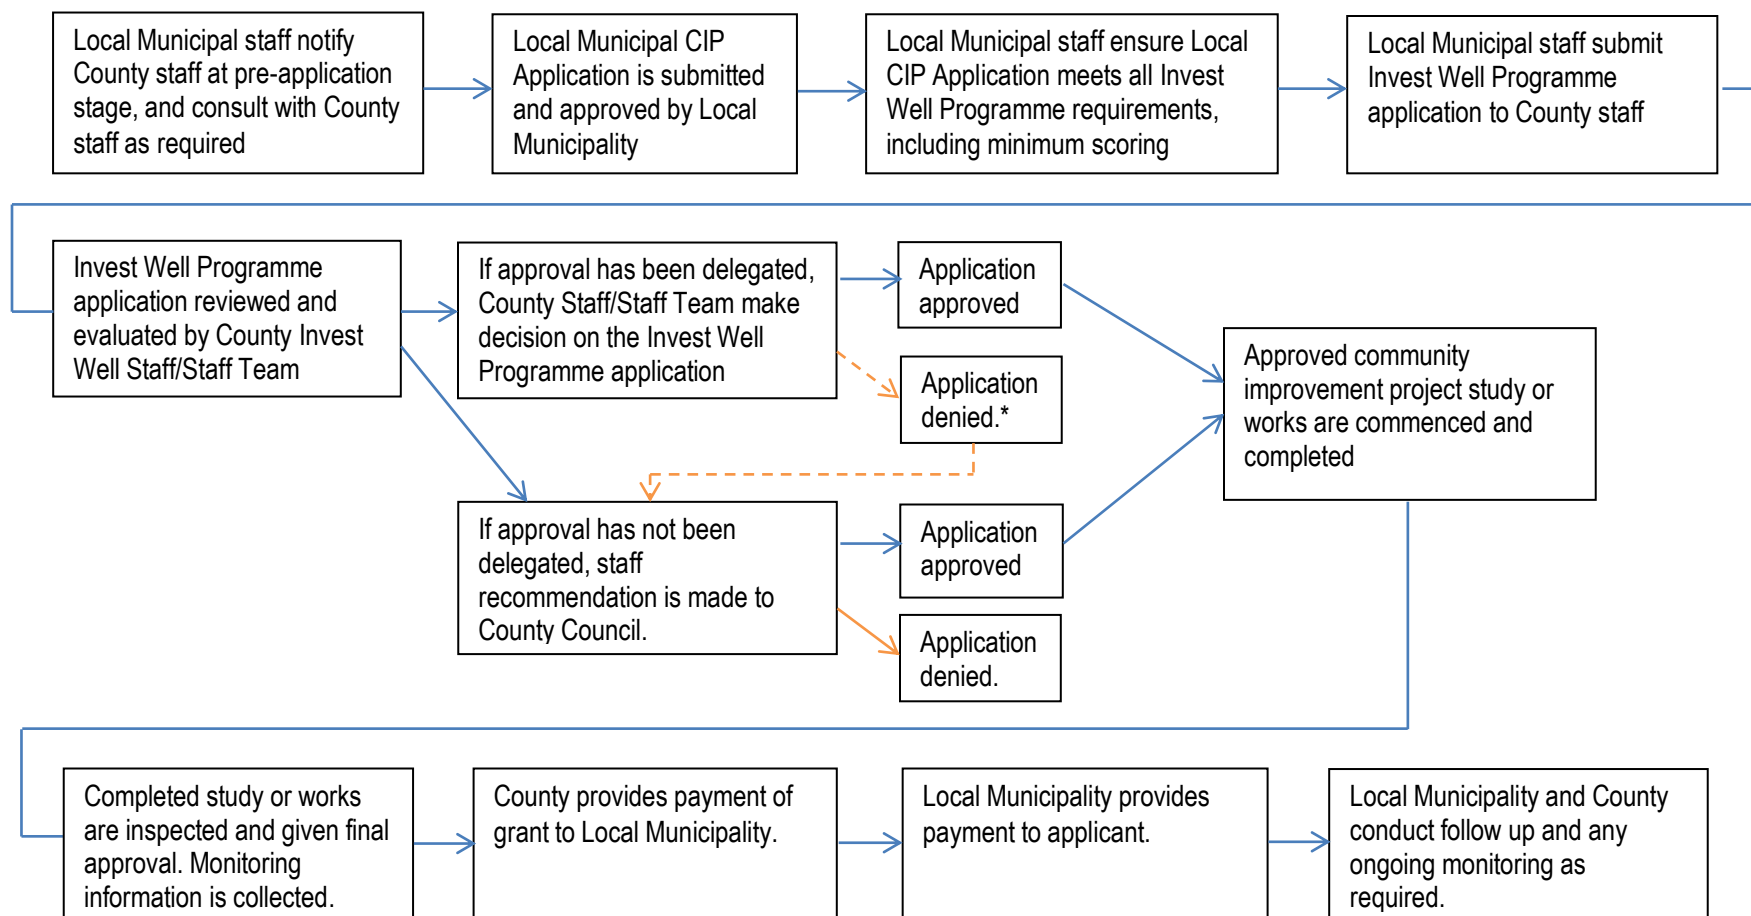 Local Municipal staff notify
County staff at pre-application
stage, and consult with County
staff as required
Local Municipal CIP
Application is submitted
and approved by Local
Municipality
Local Municipal staff ensure Local
CIP Application meets all Invest
Well Programme requirements,
including minimum scoring
Local Municipal staff submit
Invest Well Programme
application to County staff
Invest Well Programme
application reviewed and
evaluated by County Invest
Well Staff/Staff Team
If approval has been delegated,
County Staff/Staff Team make
decision on the Invest Well
Programme application
Application
approved
Application
denied.*
If approval has not been
delegated, staff
recommendation is made to
County Council.
Application
approved
Application
denied.
Approved community
improvement project study or
works are commenced and
completed
Completed study or works
are inspected and given final
approval. Monitoring
information is collected.
County provides payment of
grant to Local Municipality.
Local Municipality provides
payment to applicant.
Local Municipality and County
conduct follow up and any
ongoing monitoring as
required.